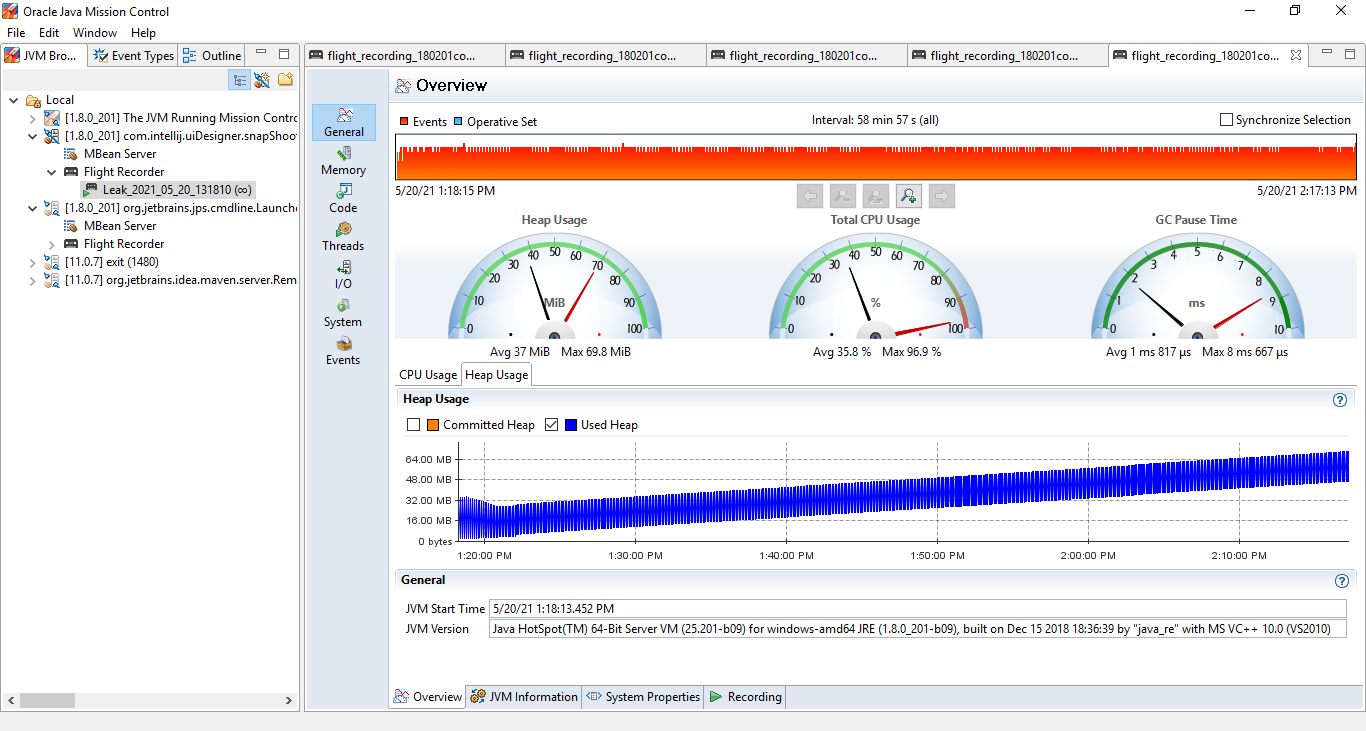 Oracle Java Mission Control
File Edit Window Help
JVM Bro... Event Types Outline
flight_recording_180201co... flight_recording_180201co... flight_recording_180201co... flight_recording_180201co... flight_recording_180201co...
Local
[1.8.0_201] The JVM Running Mission Contro
[1.8.0_201] com.intellij.uiDesigner.snapShoot
MBean Server
Flight Recorder
Leak_2021_05_20_131810 (∞)
[1.8.0_201] org.jetbrains.jps.cmdline.Launche
MBean Server
Flight Recorder
[11.0.7] exit (1480)
[11.0.7] org.jetbrains.idea.maven.server.Rem
General
Memory
Code
Threads
I/O
System
Events
Overview
Events Operative Set Interval: 58 min 57 s (all) Synchronize Selection
5/20/21 1:18:15 PM 5/20/21 2:17:13 PM
Heap Usage Total CPU Usage GC Pause Time
0 10 20 30 40 50 60 70 80 90 100
MiB
0 10 20 30 40 50 60 70 80 90 100
%
0 1 2 3 4 5 6 7 8 9 10
ms
Avg 37 MiB Max 69.8 MiB Avg 35.8 % Max 96.9 % Avg 1 ms 817 µs Max 8 ms 667 µs
CPU Usage Heap Usage
Heap Usage
Committed Heap Used Heap
64.00 MB
48.00 MB
32.00 MB
16.00 MB
0 bytes
1:20:00 PM 1:30:00 PM 1:40:00 PM 1:50:00 PM 2:00:00 PM 2:10:00 PM
General
JVM Start Time 5/20/21 1:18:13.452 PM
JVM Version Java HotSpot(TM) 64-Bit Server VM (25.201-b09) for windows-amd64 JRE (1.8.0_201-b09), built on Dec 15 2018 18:36:39 by "java_re" with MS VC++ 10.0 (VS2010)
Overview JVM Information System Properties Recording